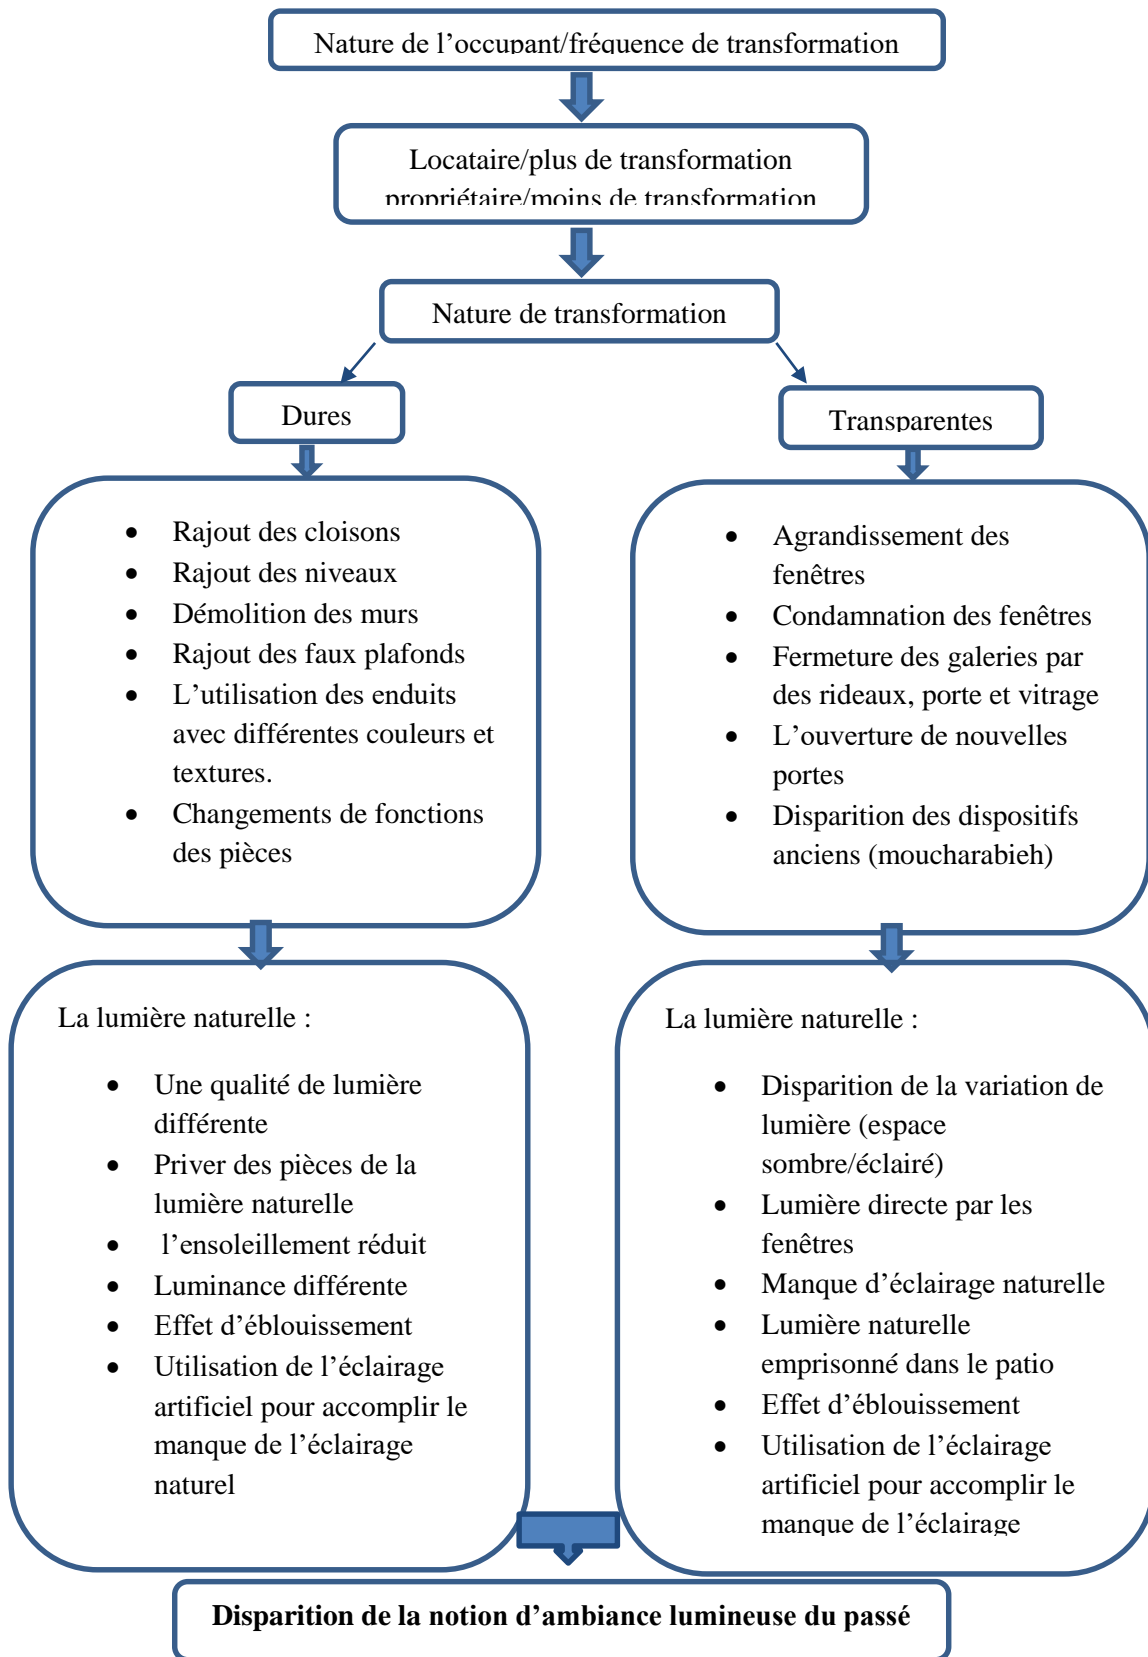 Nature de l’occupant/fréquence de transformation
Locataire/plus de transformation
propriétaire/moins de transformation
Nature de transformation
Dures
Transparentes
• Rajout des cloisons
• Rajout des niveaux
• Démolition des murs
• Rajout des faux plafonds
• L’utilisation des enduits
avec différentes couleurs et
textures.
• Changements de fonctions
des pièces
• Agrandissement des
fenêtres
• Condamnation des fenêtres
• Fermeture des galeries par
des rideaux, porte et vitrage
• L’ouverture de nouvelles
portes
• Disparition des dispositifs
anciens (moucharabieh)
La lumière naturelle :
• Une qualité de lumière
différente
• Priver des pièces de la
lumière naturelle
• l’ensoleillement réduit
• Luminance différente
• Effet d’éblouissement
• Utilisation de l’éclairage
artificiel pour accomplir le
manque de l’éclairage
naturel
La lumière naturelle :
• Disparition de la variation de
lumière (espace
sombre/éclairé)
• Lumière directe par les
fenêtres
• Manque d’éclairage naturelle
• Lumière naturelle
emprisonné dans le patio
• Effet d’éblouissement
• Utilisation de l’éclairage
artificiel pour accomplir le
manque de l’éclairage
Disparition de la notion d’ambiance lumineuse du passé